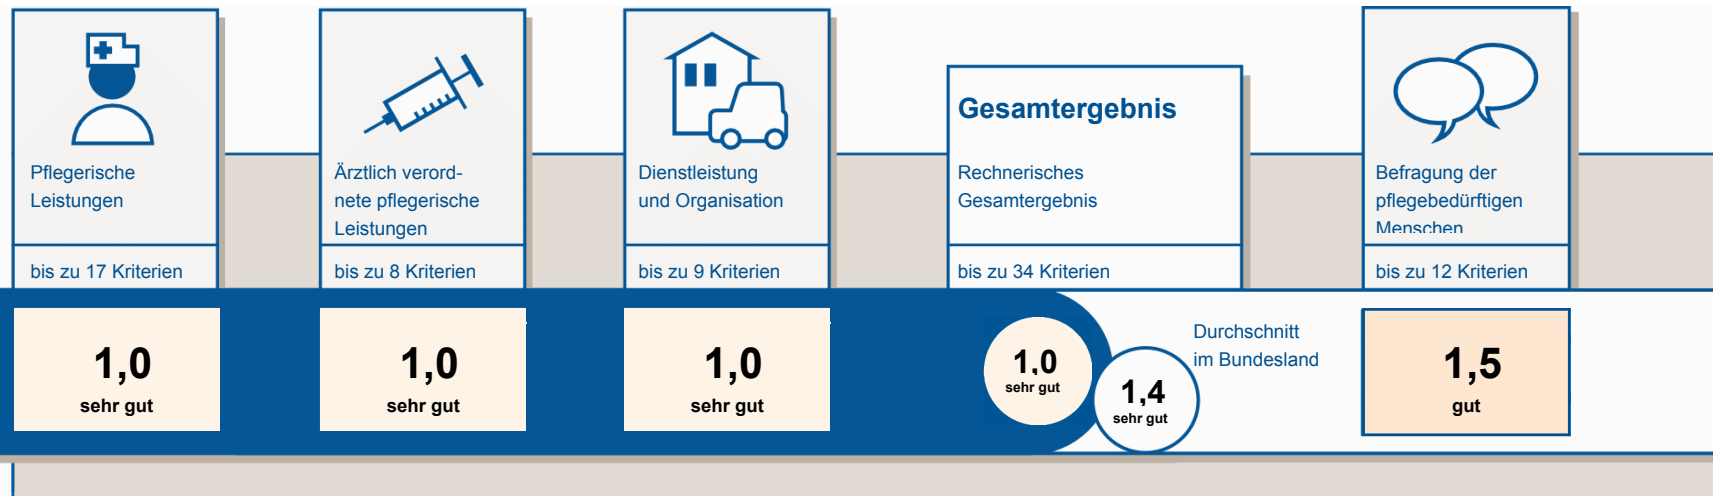 Pflegerische
Leistungen
bis zu 17 Kriterien
1,0
sehr gut
Ärztlich verord-
nete pflegerische
Leistungen
bis zu 8 Kriterien
1,0
sehr gut
Dienstleistung
und Organisation
bis zu 9 Kriterien
1,0
sehr gut
Gesamtergebnis
Rechnerisches
Gesamtergebnis
bis zu 34 Kriterien
1,0
sehr gut
1,4
sehr gut
Durchschnitt
im Bundesland
Befragung der
pflegebedürftigen
Menschen
bis zu 12 Kriterien
1,5
gut